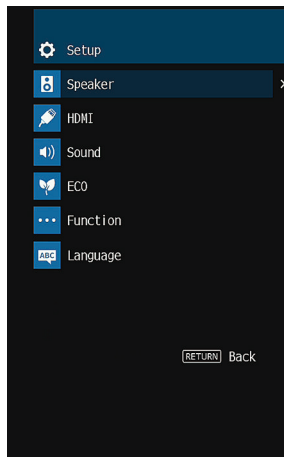 Setup
Speaker
HDMI
Sound
ECO
Function
ABC Language
RETURN Back